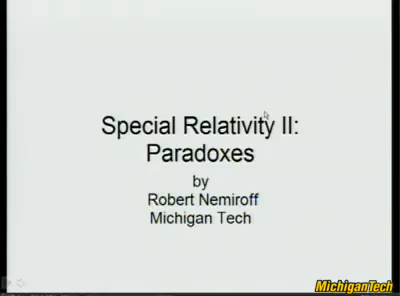 Special Relativity II:
Paradoxes
by
Robert Nemiroff
Michigan Tech
MichiganTech